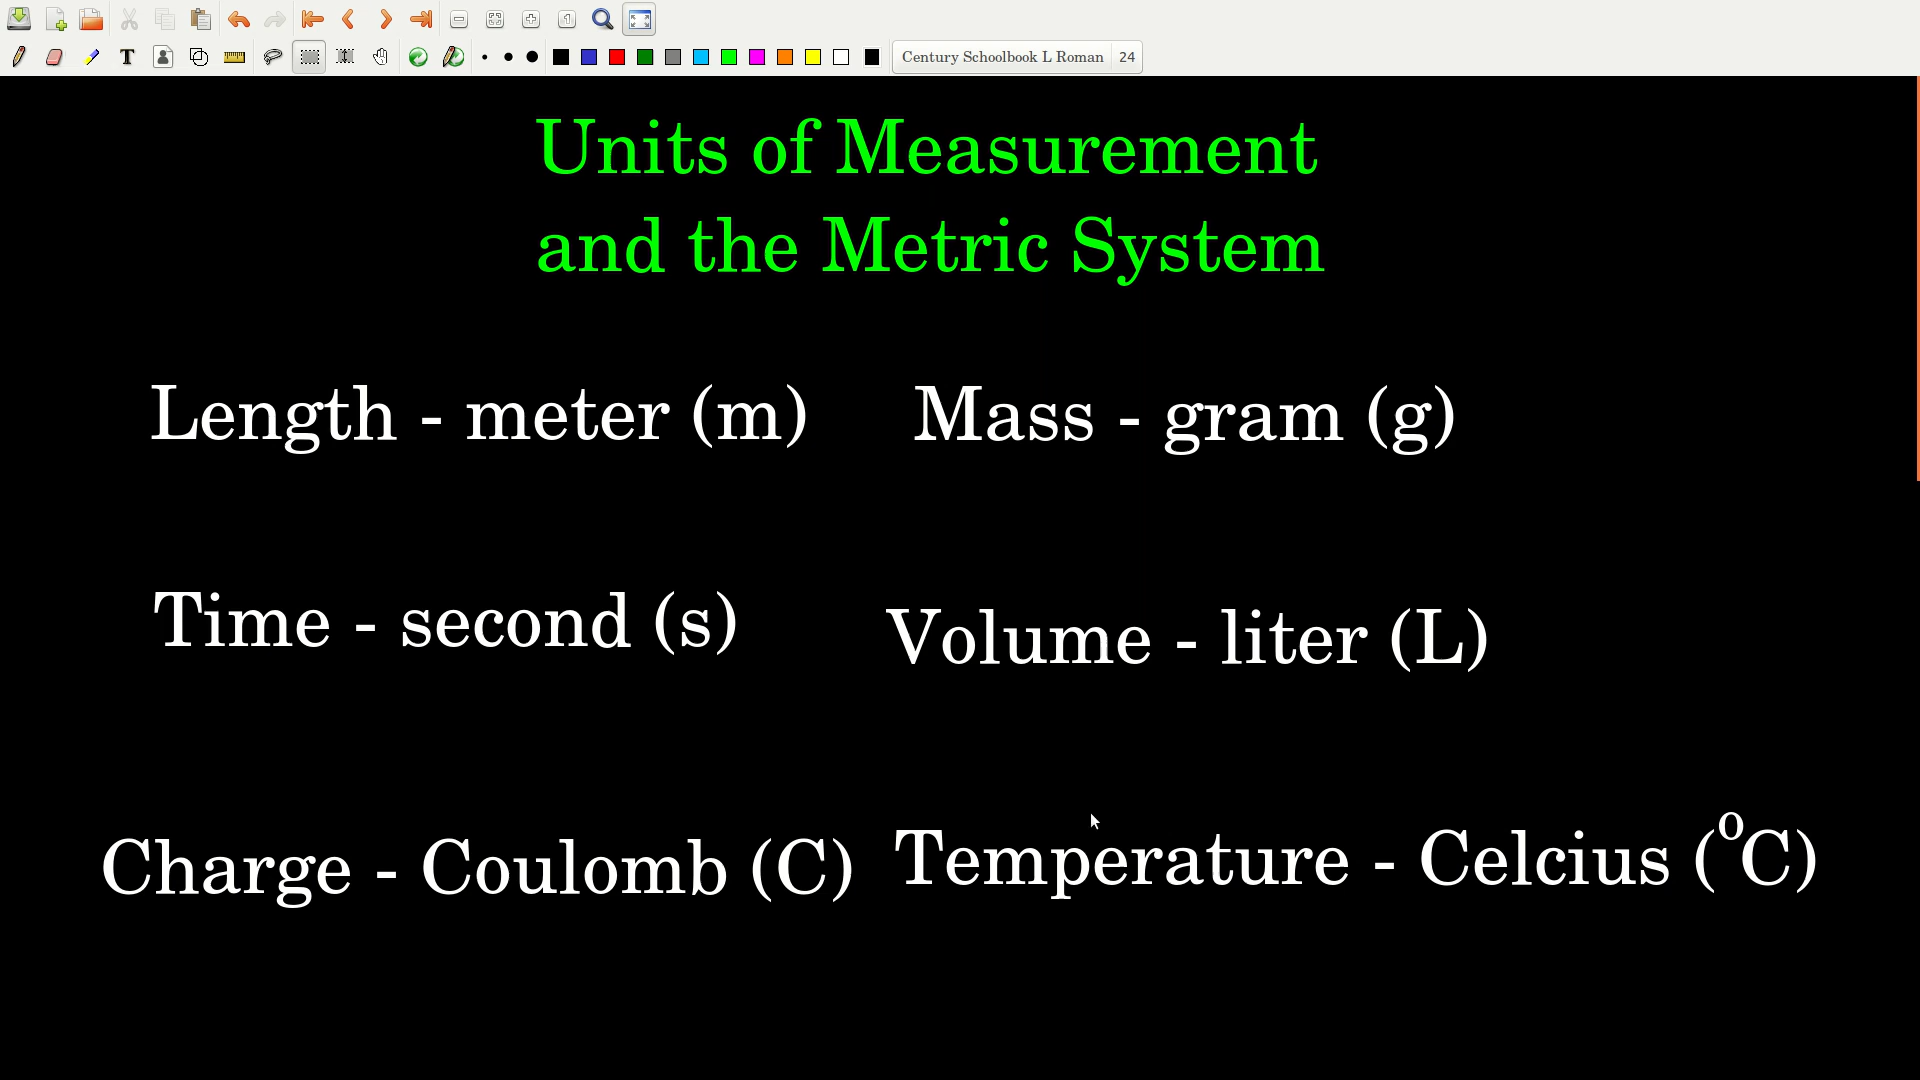 T
1
Century Schoolbook L Roman 24
Units of Measurement
and the Metric System
Length - meter (m)
Mass - gram (g)
Time - second (s)
Volume - liter (L)
Charge - Coulomb (C)
Temperature - Celcius (°C)